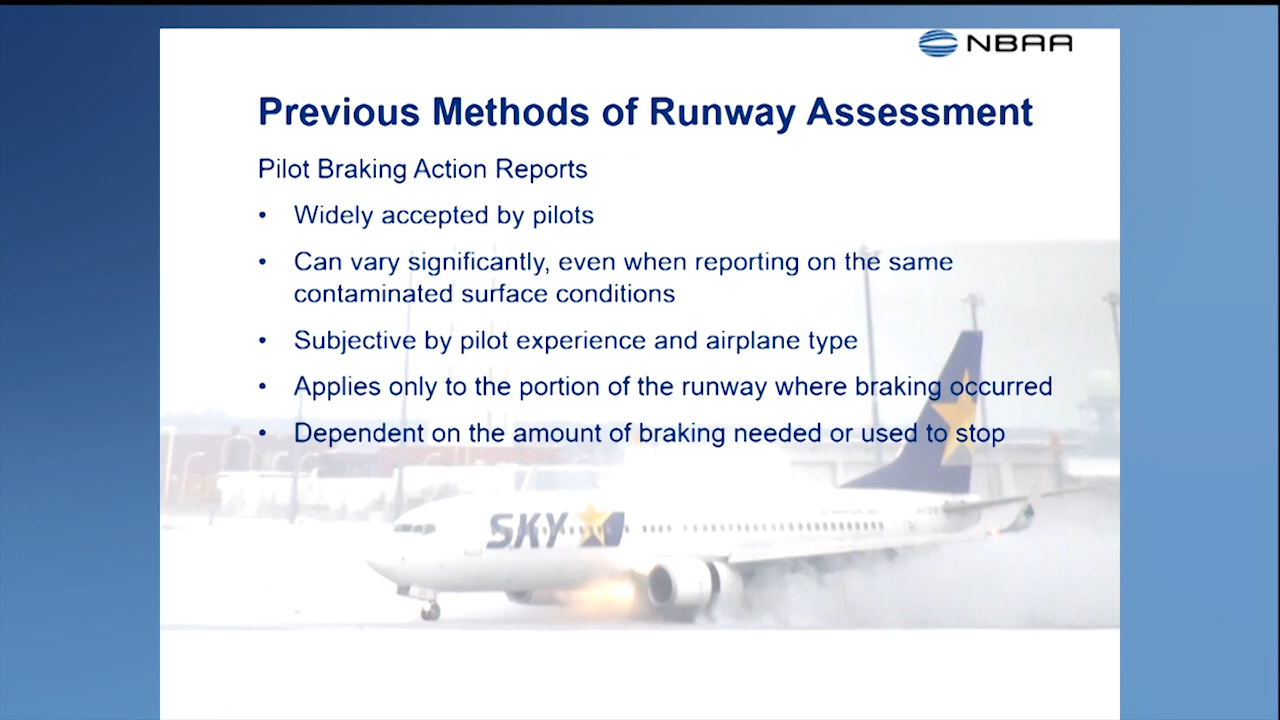 NBAA
Previous Methods of Runway Assessment
Pilot Braking Action Reports
• Widely accepted by pilots
• Can vary significantly, even when reporting on the same
contaminated surface conditions
• Subjective by pilot experience and airplane type
• Applies only to the portion of the runway where braking occurred
• Dependent on the amount of braking needed or used to stop
SKY